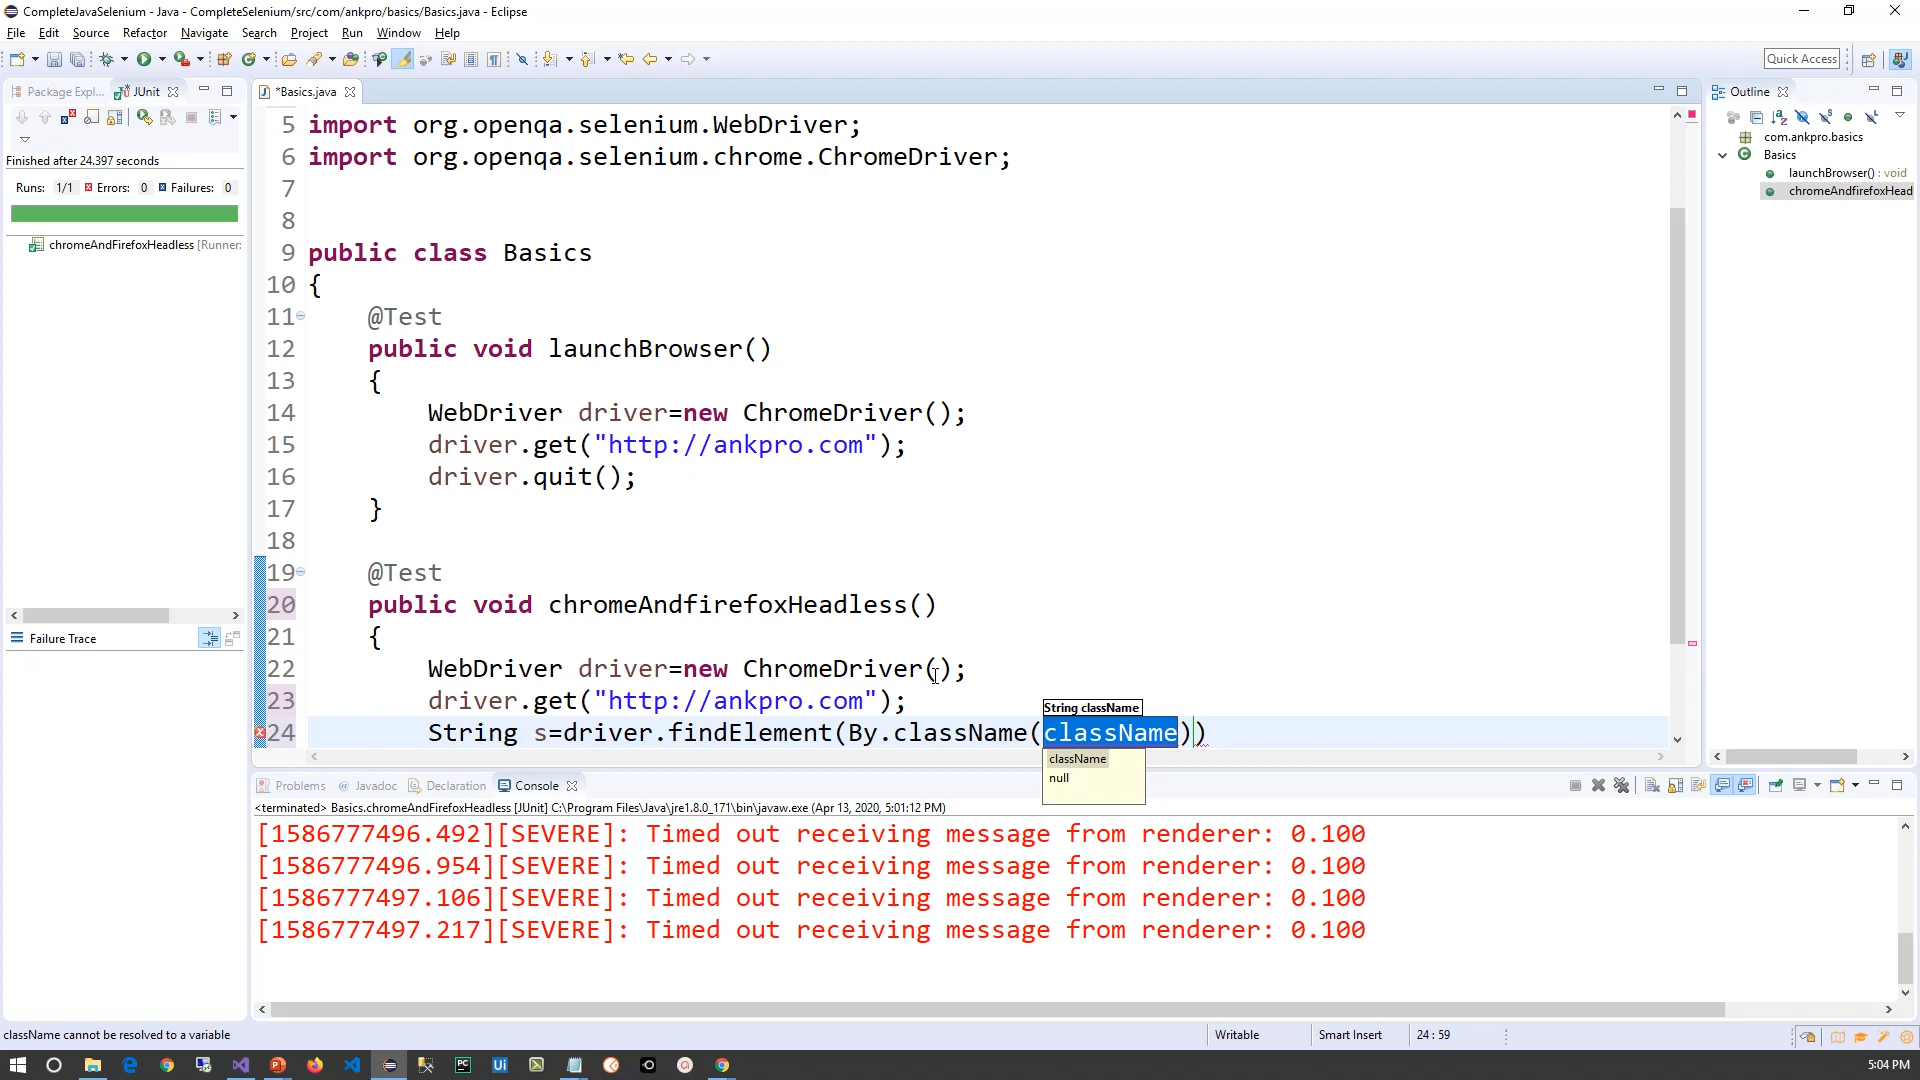 CompleteJavaSelenium - Java - CompleteSelenium/src/com/ankpro/basics/Basics.java - Eclipse
File Edit Source Refactor Navigate Search Project Run Window Help
Quick Access
Package Expl... JUnit
*Basics.java
Outline
Finished after 24.397 seconds
Runs: 1/1 Errors: 0 Failures: 0
chromeAndFirefoxHeadless [Runner:
Failure Trace
5 import org.openqa.selenium.WebDriver;
6 import org.openqa.selenium.chrome.ChromeDriver;
7
8
9 public class Basics
10 {
11 @Test
12 public void launchBrowser()
13 {
14 WebDriver driver=new ChromeDriver();
15 driver.get("http://ankpro.com");
16 driver.quit();
17 }
18
19 @Test
20 public void chromeAndfirefoxHeadless()
21 {
22 WebDriver driver=new ChromeDriver();
23 driver.get("http://ankpro.com");
String className
24 String s=driver.findElement(By.className(className))
className
null
com.ankpro.basics
Basics
launchBrowser() : void
chromeAndfirefoxHead
Problems @ Javadoc Declaration Console
<terminated> Basics.chromeAndFirefoxHeadless [JUnit] C:\Program Files\Java\jre1.8.0_171\bin\javaw.exe (Apr 13, 2020, 5:01:12 PM)
[1586777496.492][SEVERE]: Timed out receiving message from renderer: 0.100
[1586777496.954][SEVERE]: Timed out receiving message from renderer: 0.100
[1586777497.106][SEVERE]: Timed out receiving message from renderer: 0.100
[1586777497.217][SEVERE]: Timed out receiving message from renderer: 0.100
className cannot be resolved to a variable
Writable
Smart Insert
24 : 59
5:04 PM